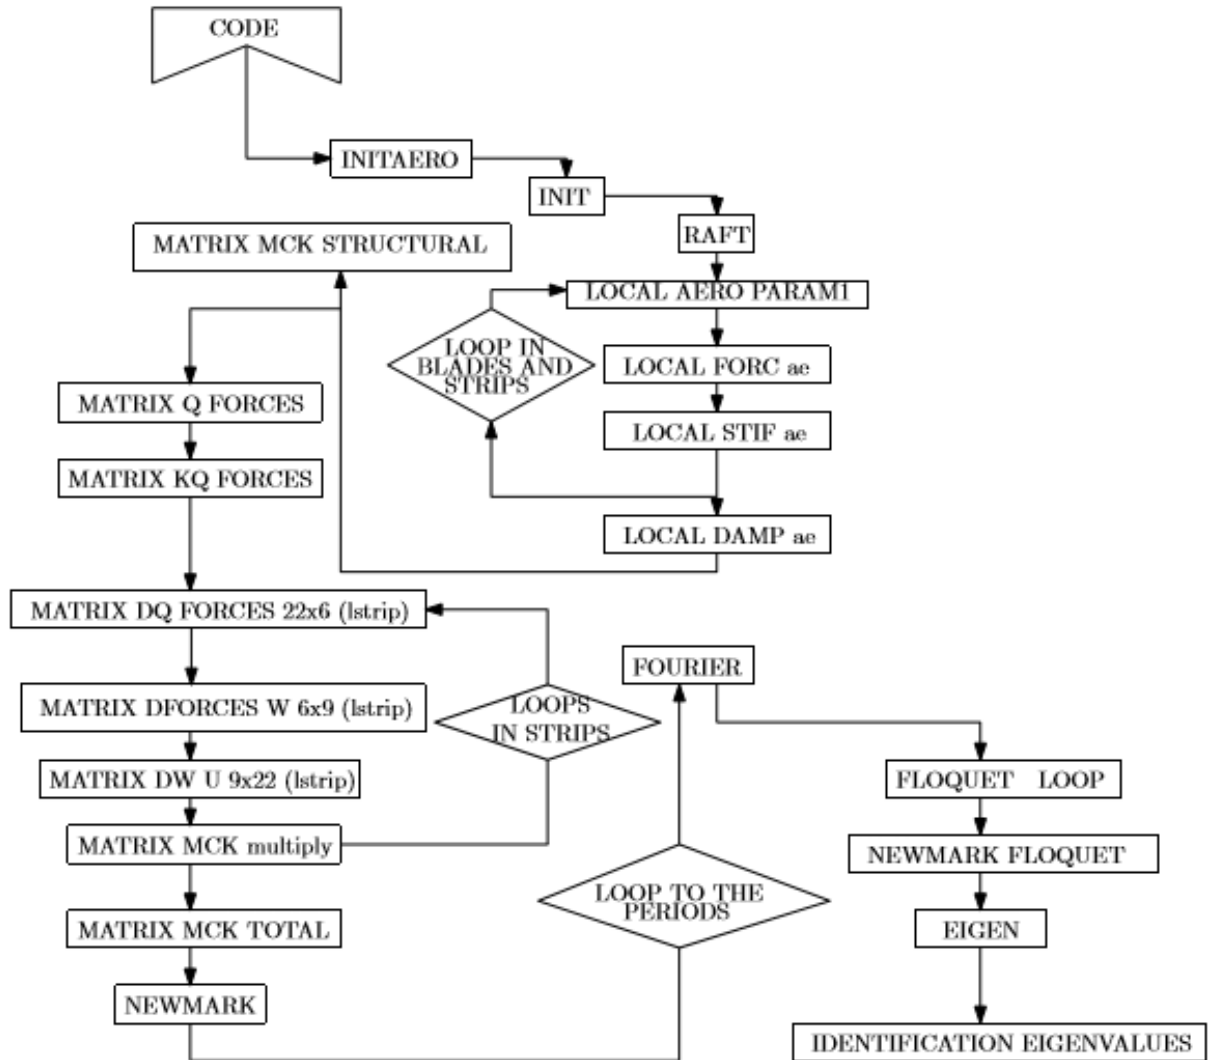 CODE
INITAERO
INIT
RAFT
MATRIX MCK STRUCTURAL
LOCAL AERO PARAM1
LOOP IN
BLADES AND
STRIPS
LOCAL FORC ae
MATRIX Q FORCES
LOCAL STIF ae
MATRIX KQ FORCES
LOCAL DAMP ae
MATRIX DQ FORCES 22x6 (lstrip)
FOURIER
MATRIX DFORCES W 6x9 (lstrip)
LOOPS
IN STRIPS
MATRIX DW U 9x22 (lstrip)
FLOQUET LOOP
MATRIX MCK multiply
NEWMARK FLOQUET
LOOP TO THE
PERIODS
MATRIX MCK TOTAL
EIGEN
NEWMARK
IDENTIFICATION EIGENVALUES